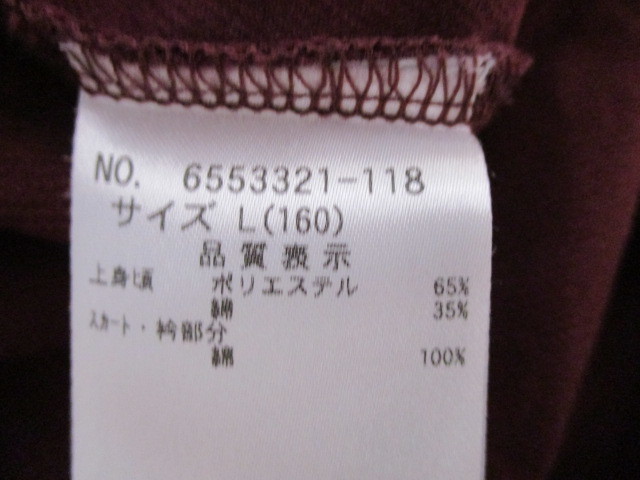 NO. 6553321-118
サイズ L(160)
品質表示
上身頃 ポリエステル 65%
綿 35%
スカート・衿部分
綿 100%